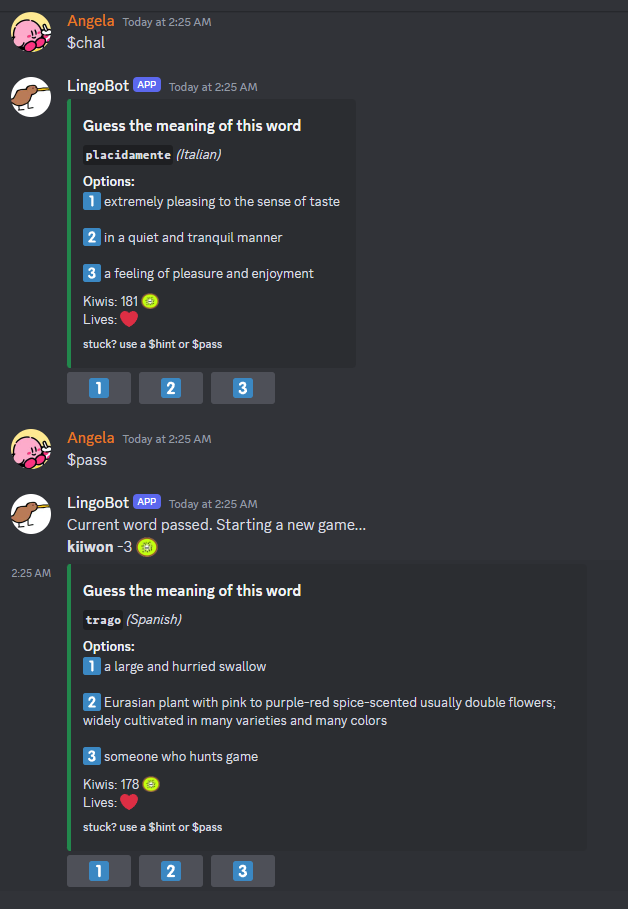 Angela Today at 2:25 AM
$chal
LingoBot APP Today at 2:25 AM
Guess the meaning of this word
placidamente (Italian)
Options:
1 extremely pleasing to the sense of taste
2 in a quiet and tranquil manner
3 a feeling of pleasure and enjoyment
Kiwis: 181
Lives:
stuck? use a $hint or $pass
1 2 3
Angela Today at 2:25 AM
$pass
LingoBot APP Today at 2:25 AM
Current word passed. Starting a new game...
kiiwon -3
2:25 AM
Guess the meaning of this word
trago (Spanish)
Options:
1 a large and hurried swallow
2 Eurasian plant with pink to purple-red spice-scented usually double flowers;
widely cultivated in many varieties and many colors
3 someone who hunts game
Kiwis: 178
Lives:
stuck? use a $hint or $pass
1 2 3